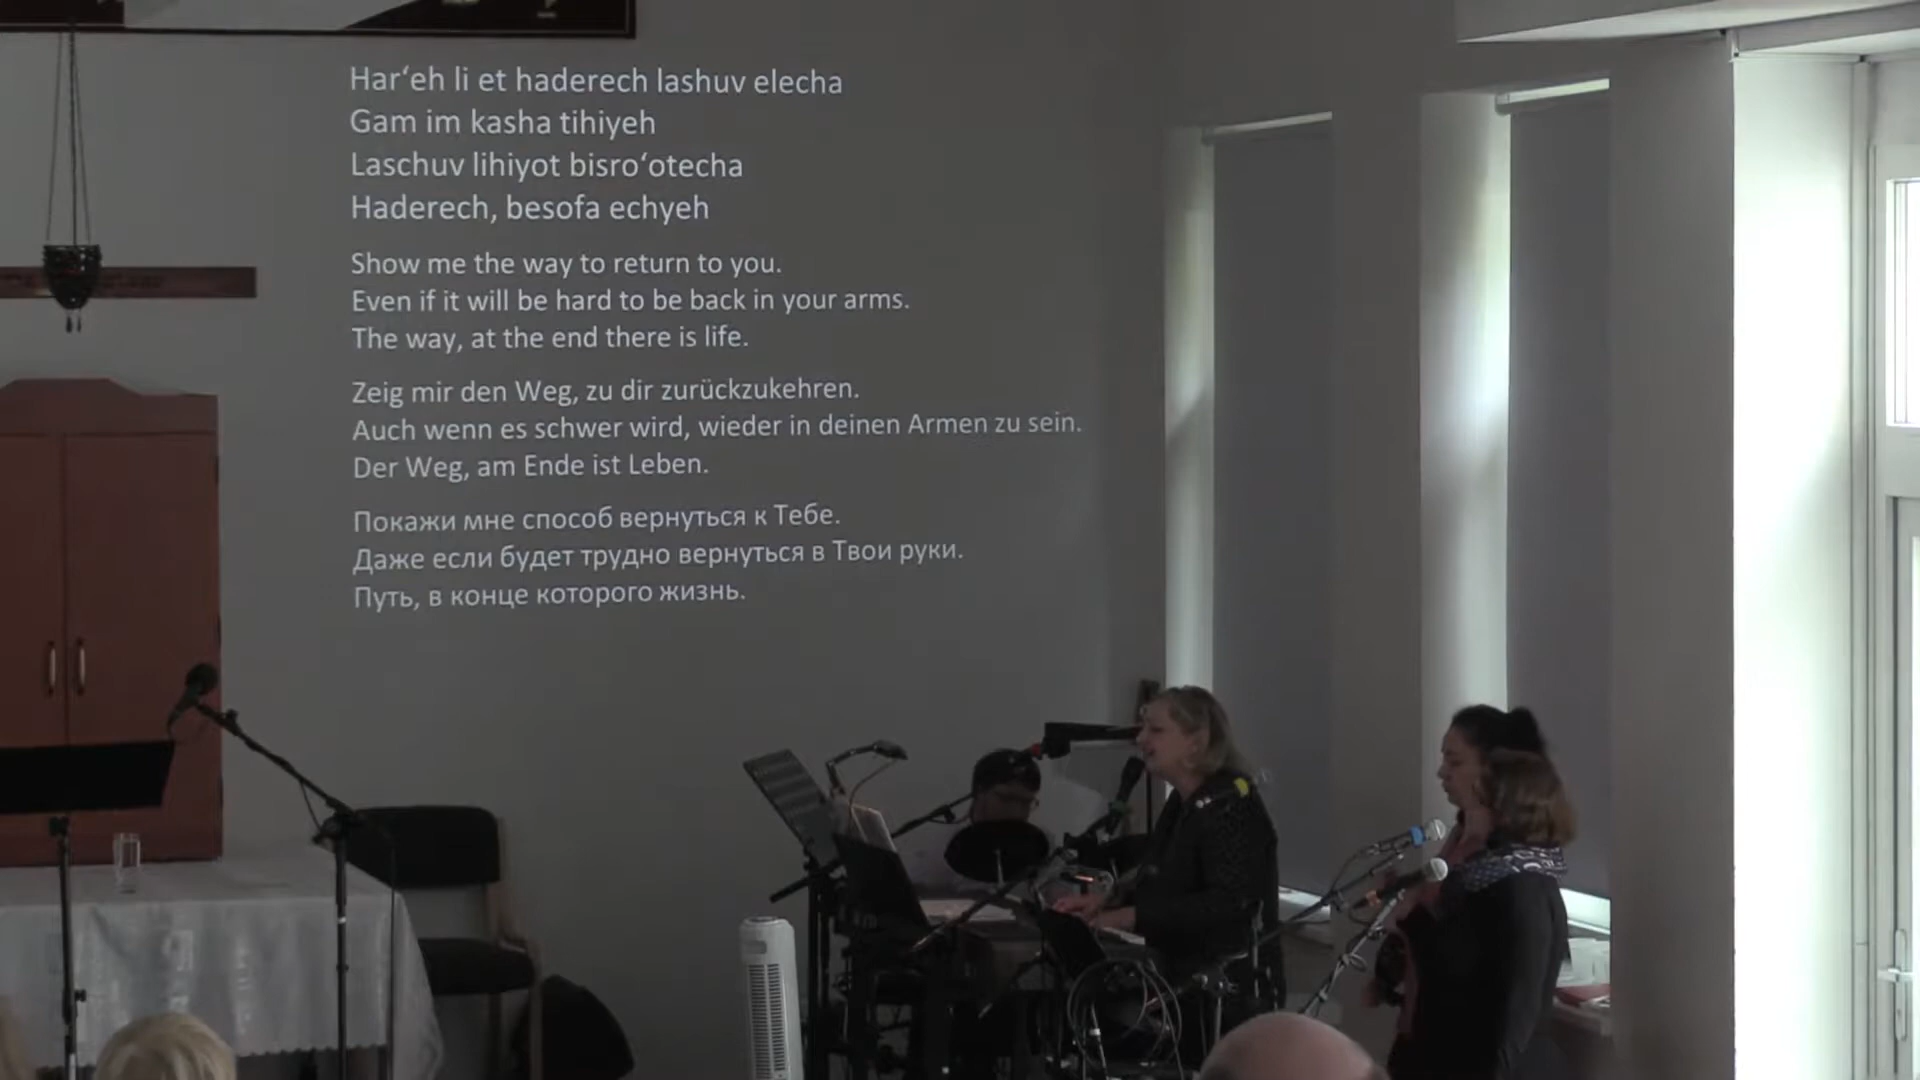 Har‘eh li et haderech lashuv elecha
Gam im kasha tihiyeh
Laschuv lihiyot bisro‘otecha
Haderech, besofa echyeh
Show me the way to return to you.
Even if it will be hard to be back in your arms.
The way, at the end there is life.
Zeig mir den Weg, zu dir zurückzukehren.
Auch wenn es schwer wird, wieder in deinen Armen zu sein.
Der Weg, am Ende ist Leben.
Покажи мне способ вернуться к Тебе.
Даже если будет трудно вернуться в Твои руки.
Путь, в конце которого жизнь.